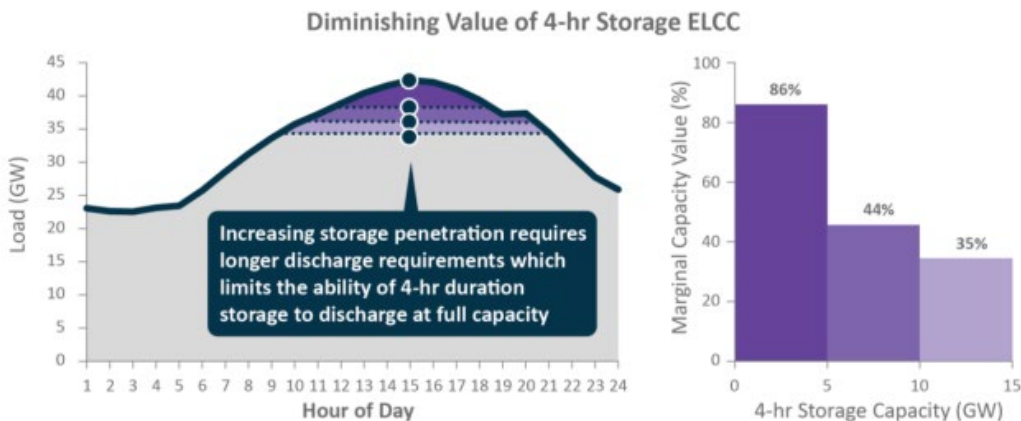 Diminishing Value of 4-hr Storage ELCC
Load (GW)
45
40
35
30
25
20
15
10
5
0
Increasing storage penetration requires
longer discharge requirements which
limits the ability of 4-hr duration
storage to discharge at full capacity
1 2 3 4 5 6 7 8 9 10 11 12 13 14 15 16 17 18 19 20 21 22 23 24
Hour of Day
Marginal Capacity Value (%)
100
80
60
40
20
0
86%
44%
35%
0 5 10 15
4-hr Storage Capacity (GW)